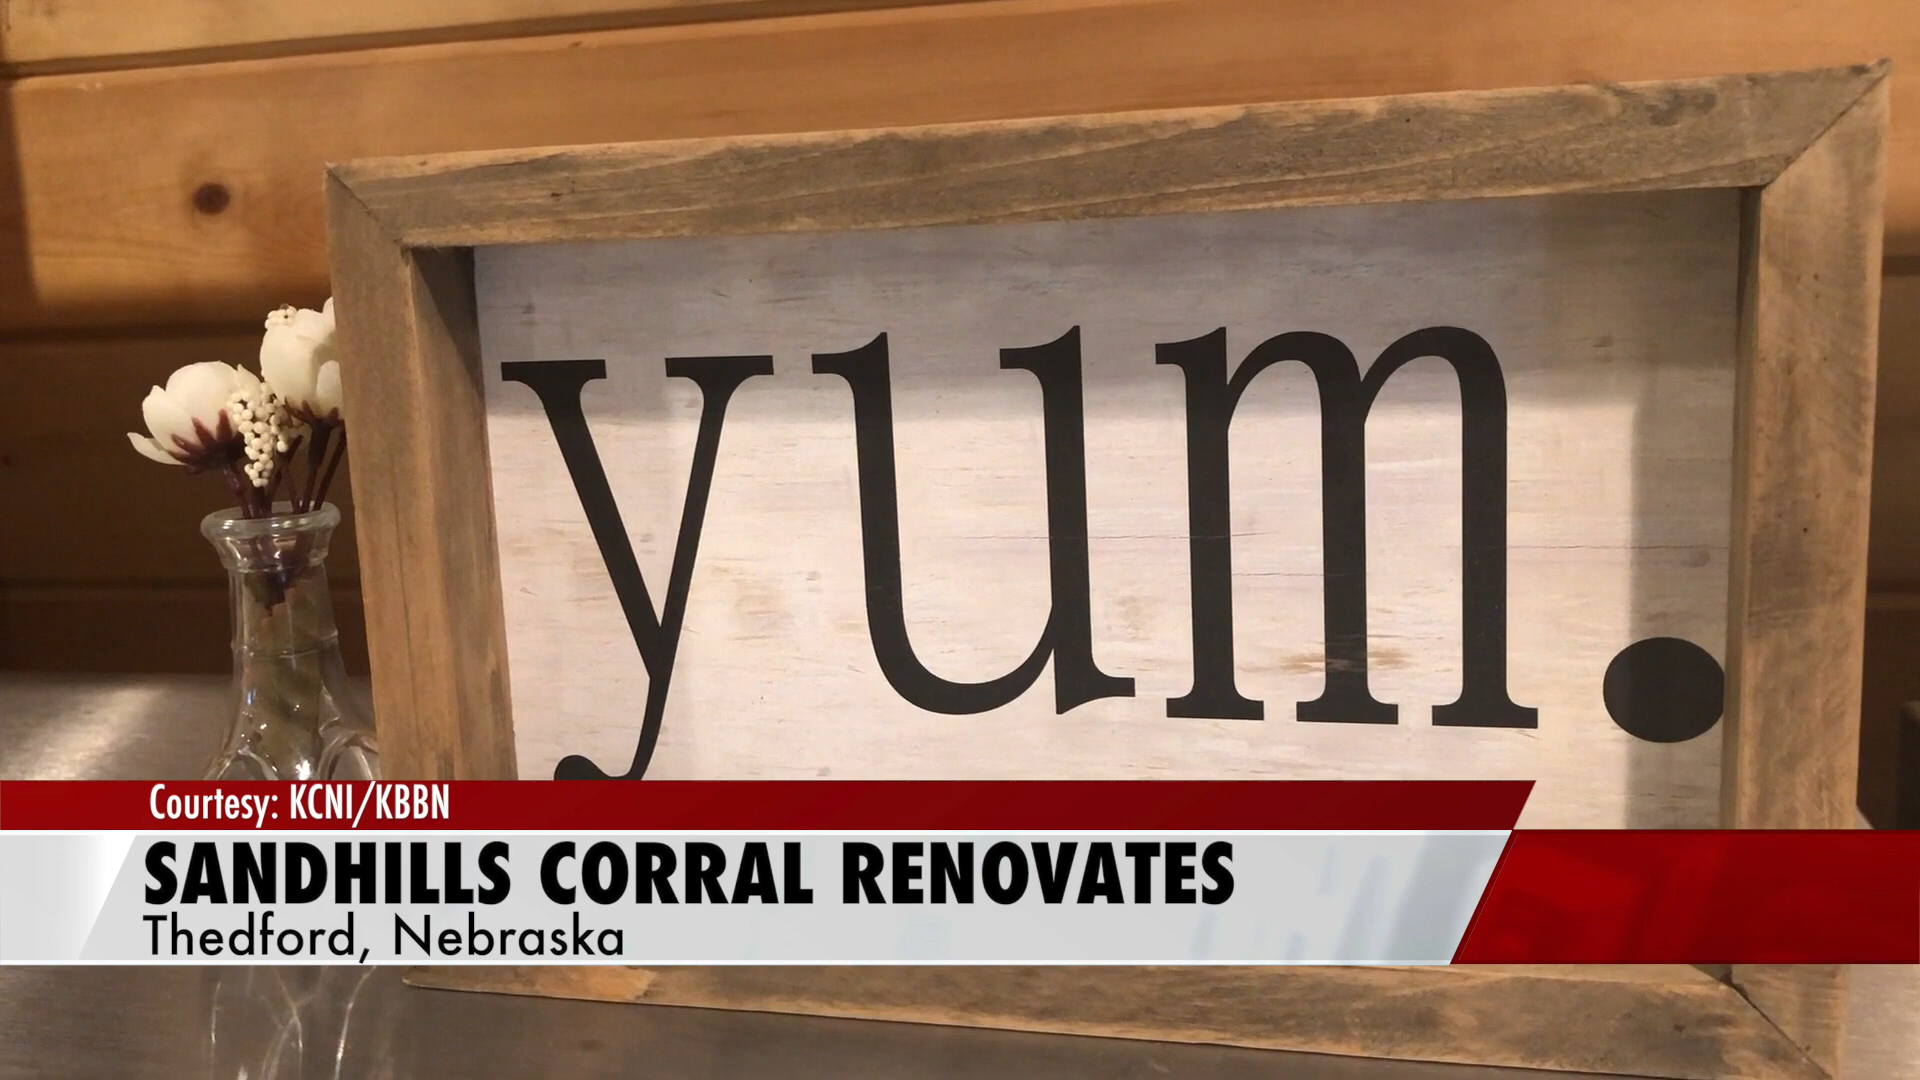 yum.
Courtesy: KCNI/KBBN
SANDHILLS CORRAL RENOVATES
Thedford, Nebraska